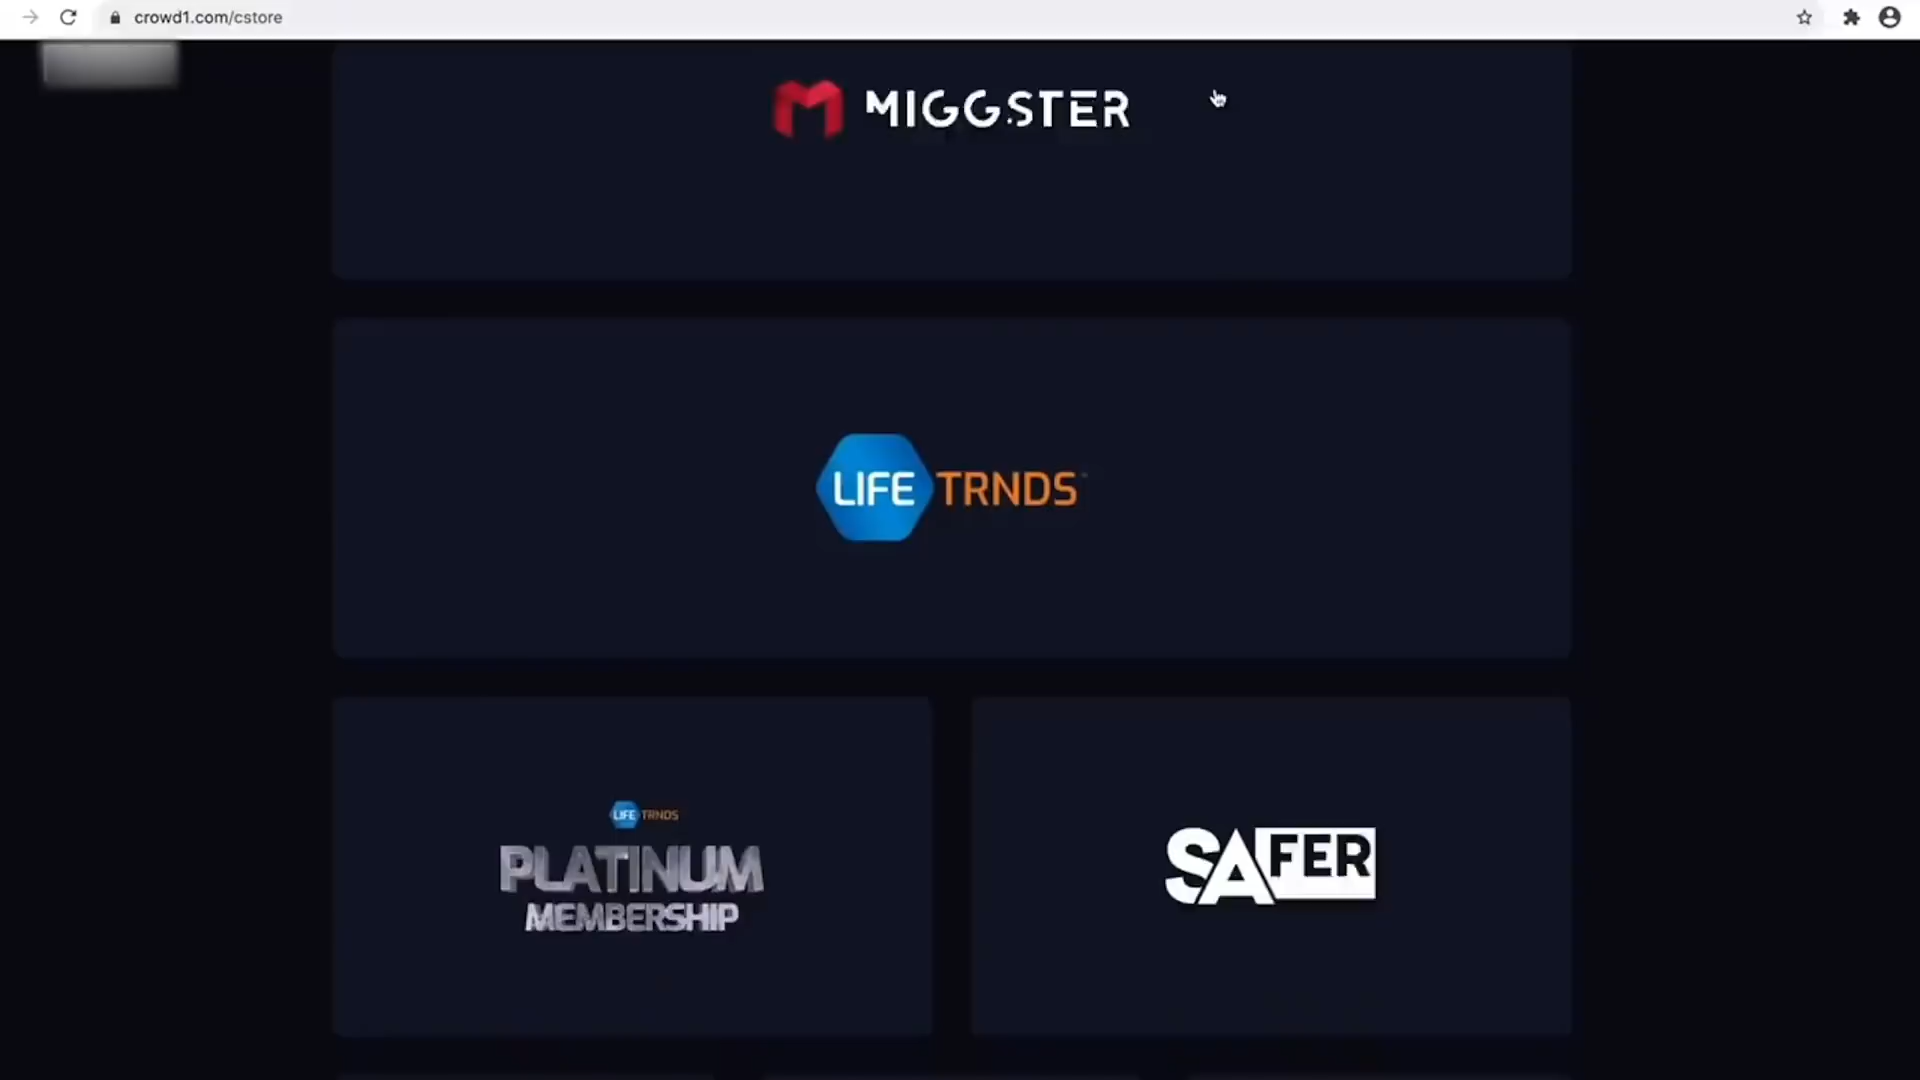 crowd1.com/cstore
MIGGSTER
LIFE TRNDS
LIFE TRNDS
PLATINUM
MEMBERSHIP
SAFER